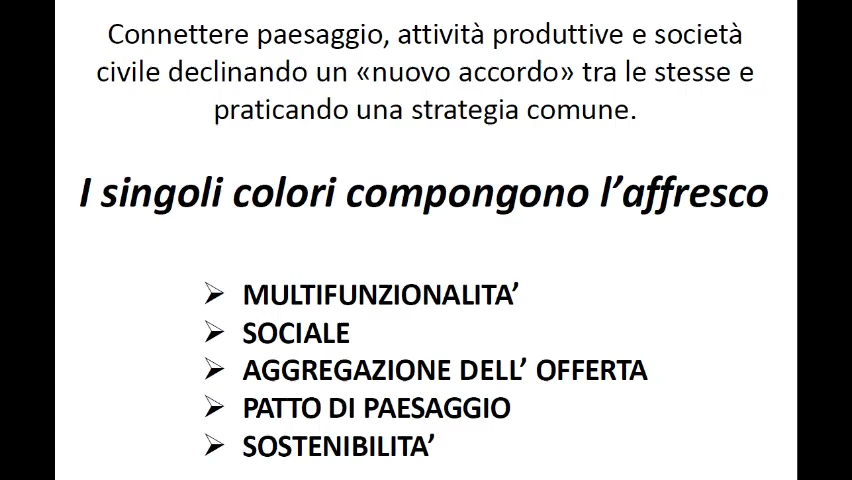 Connettere paesaggio, attività produttive e società
civile declinando un «nuovo accordo» tra le stesse e
praticando una strategia comune.
I singoli colori compongono l’affresco
➢ MULTIFUNZIONALITA’
➢ SOCIALE
➢ AGGREGAZIONE DELL’ OFFERTA
➢ PATTO DI PAESAGGIO
➢ SOSTENIBILITA’